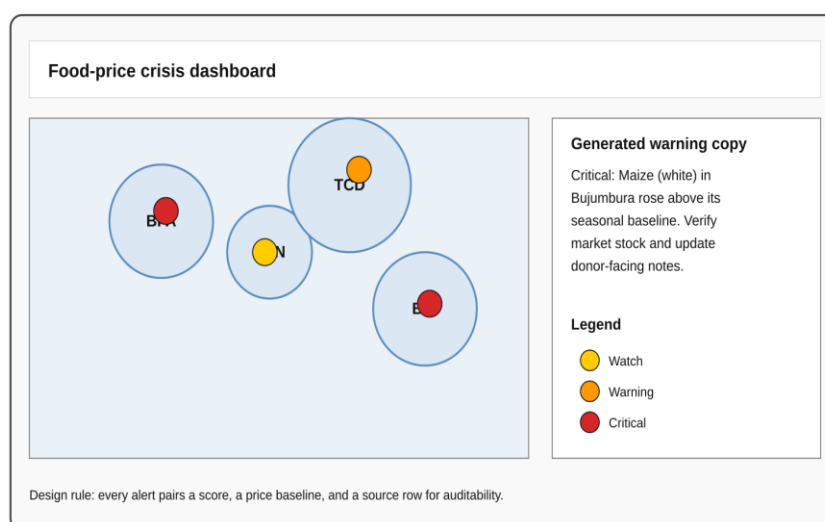 Food-price crisis dashboard
TCD
Generated warning copy
Critical: Maize (white) in
Bujumbura rose above its
seasonal baseline. Verify
market stock and update
donor-facing notes.
Legend
Watch
Warning
Critical
Design rule: every alert pairs a score, a price baseline, and a source row for auditability.